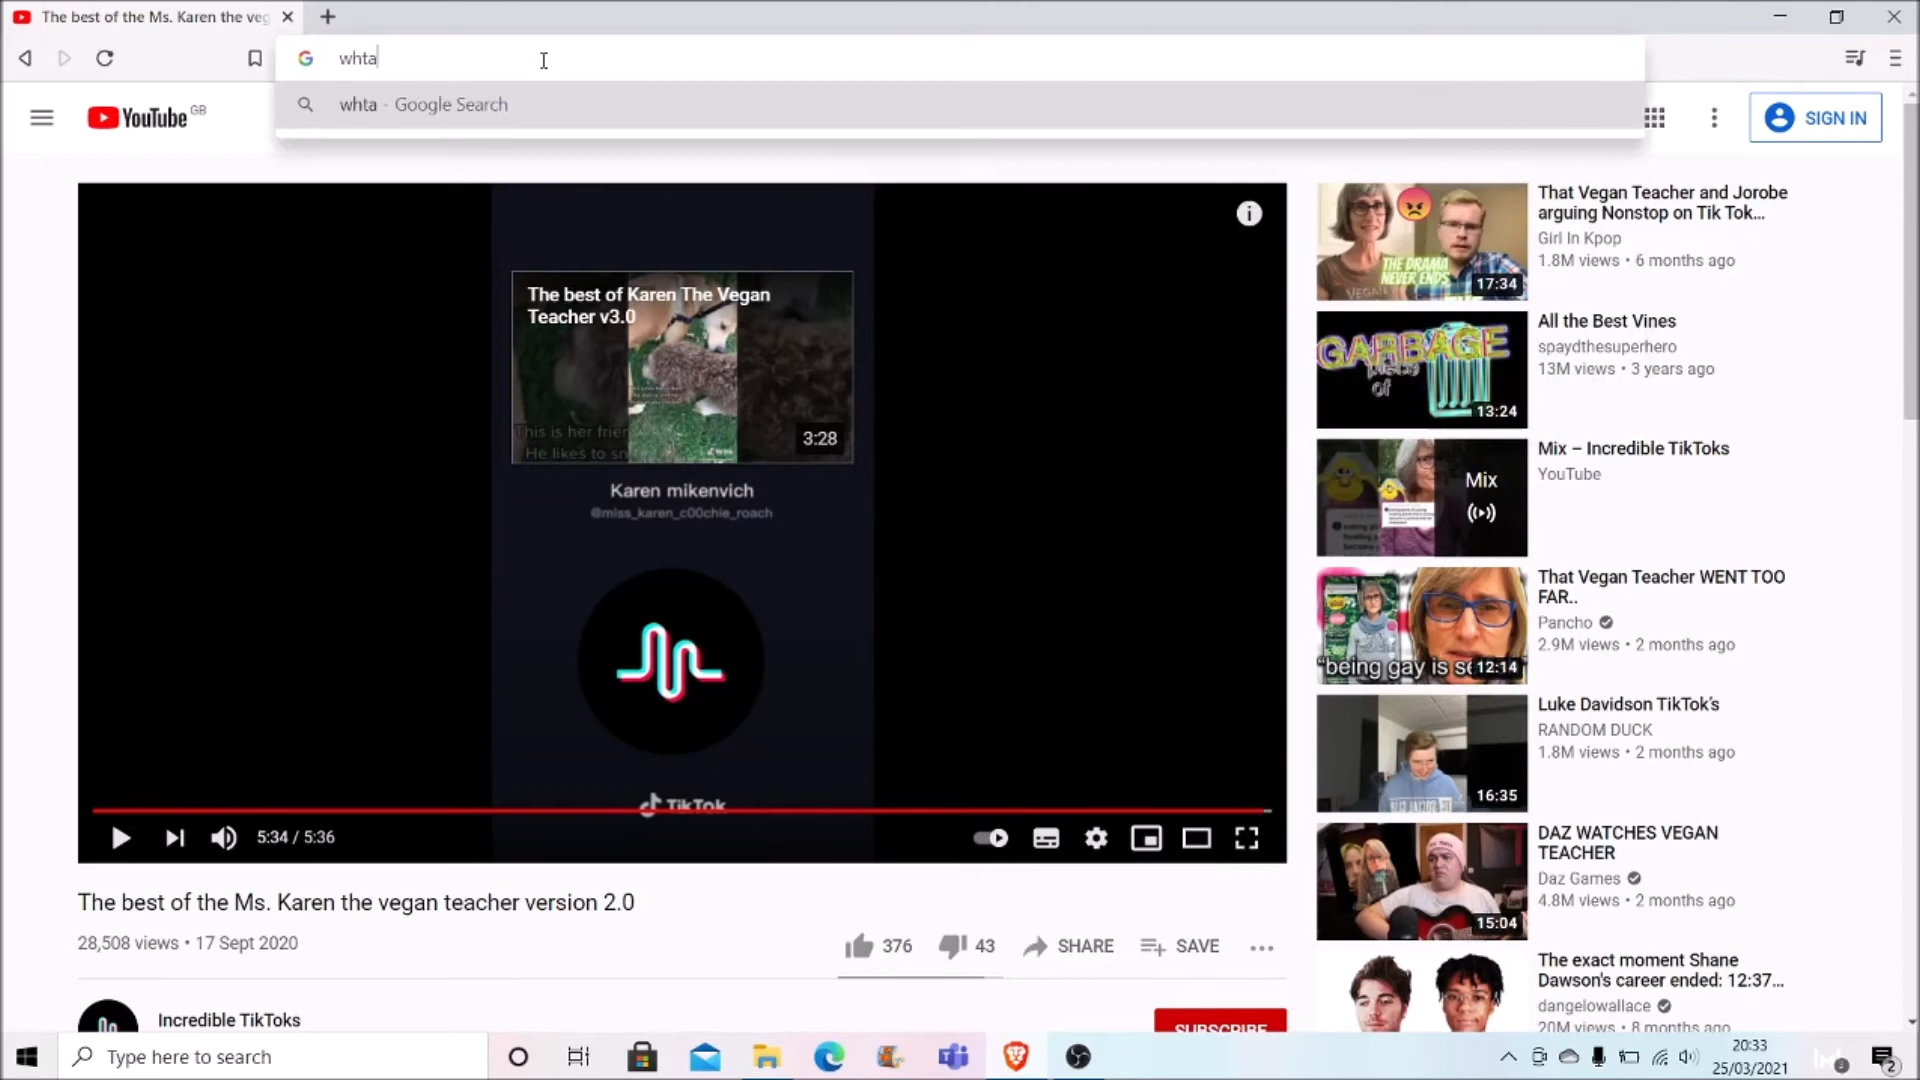 The best of the Ms. Karen the veg
whta
whta - Google Search
YouTube GB
SIGN IN
The best of Karen The Vegan
Teacher v3.0
This is her frien
He likes to sn
3:28
Karen mikenvich
@miss_karen_c00chie_roach
TikTok
5:34 / 5:36
The best of the Ms. Karen the vegan teacher version 2.0
28,508 views • 17 Sept 2020
376
43
SHARE
SAVE
Incredible TikToks
SUBSCRIBE
THE DRAMA
NEVER ENDS
VEGAN
17:34
That Vegan Teacher and Jorobe
arguing Nonstop on Tik Tok...
Girl In Kpop
1.8M views • 6 months ago
GARBAGE
of
13:24
All the Best Vines
spaydthesuperhero
13M views • 3 years ago
Mix
Mix – Incredible TikToks
YouTube
"being gay is se
12:14
That Vegan Teacher WENT TOO
FAR..
Pancho
2.9M views • 2 months ago
16:35
Luke Davidson TikTok's
RANDOM DUCK
1.8M views • 2 months ago
15:04
DAZ WATCHES VEGAN
TEACHER
Daz Games
4.8M views • 2 months ago
The exact moment Shane
Dawson's career ended: 12:37...
dangelowallace
20M views • 8 months ago
Type here to search
20:33
25/03/2021
2